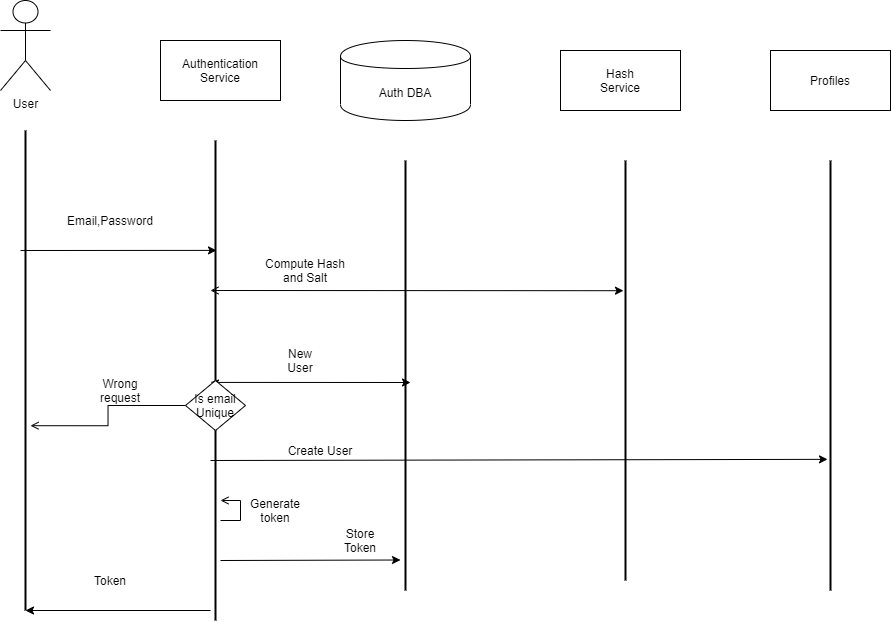 User
Authentication
Service
Auth DBA
Hash
Service
Profiles
Email,Password
Compute Hash
and Salt
New
User
Wrong
request
Is email
Unique
Create User
Generate
token
Store
Token
Token